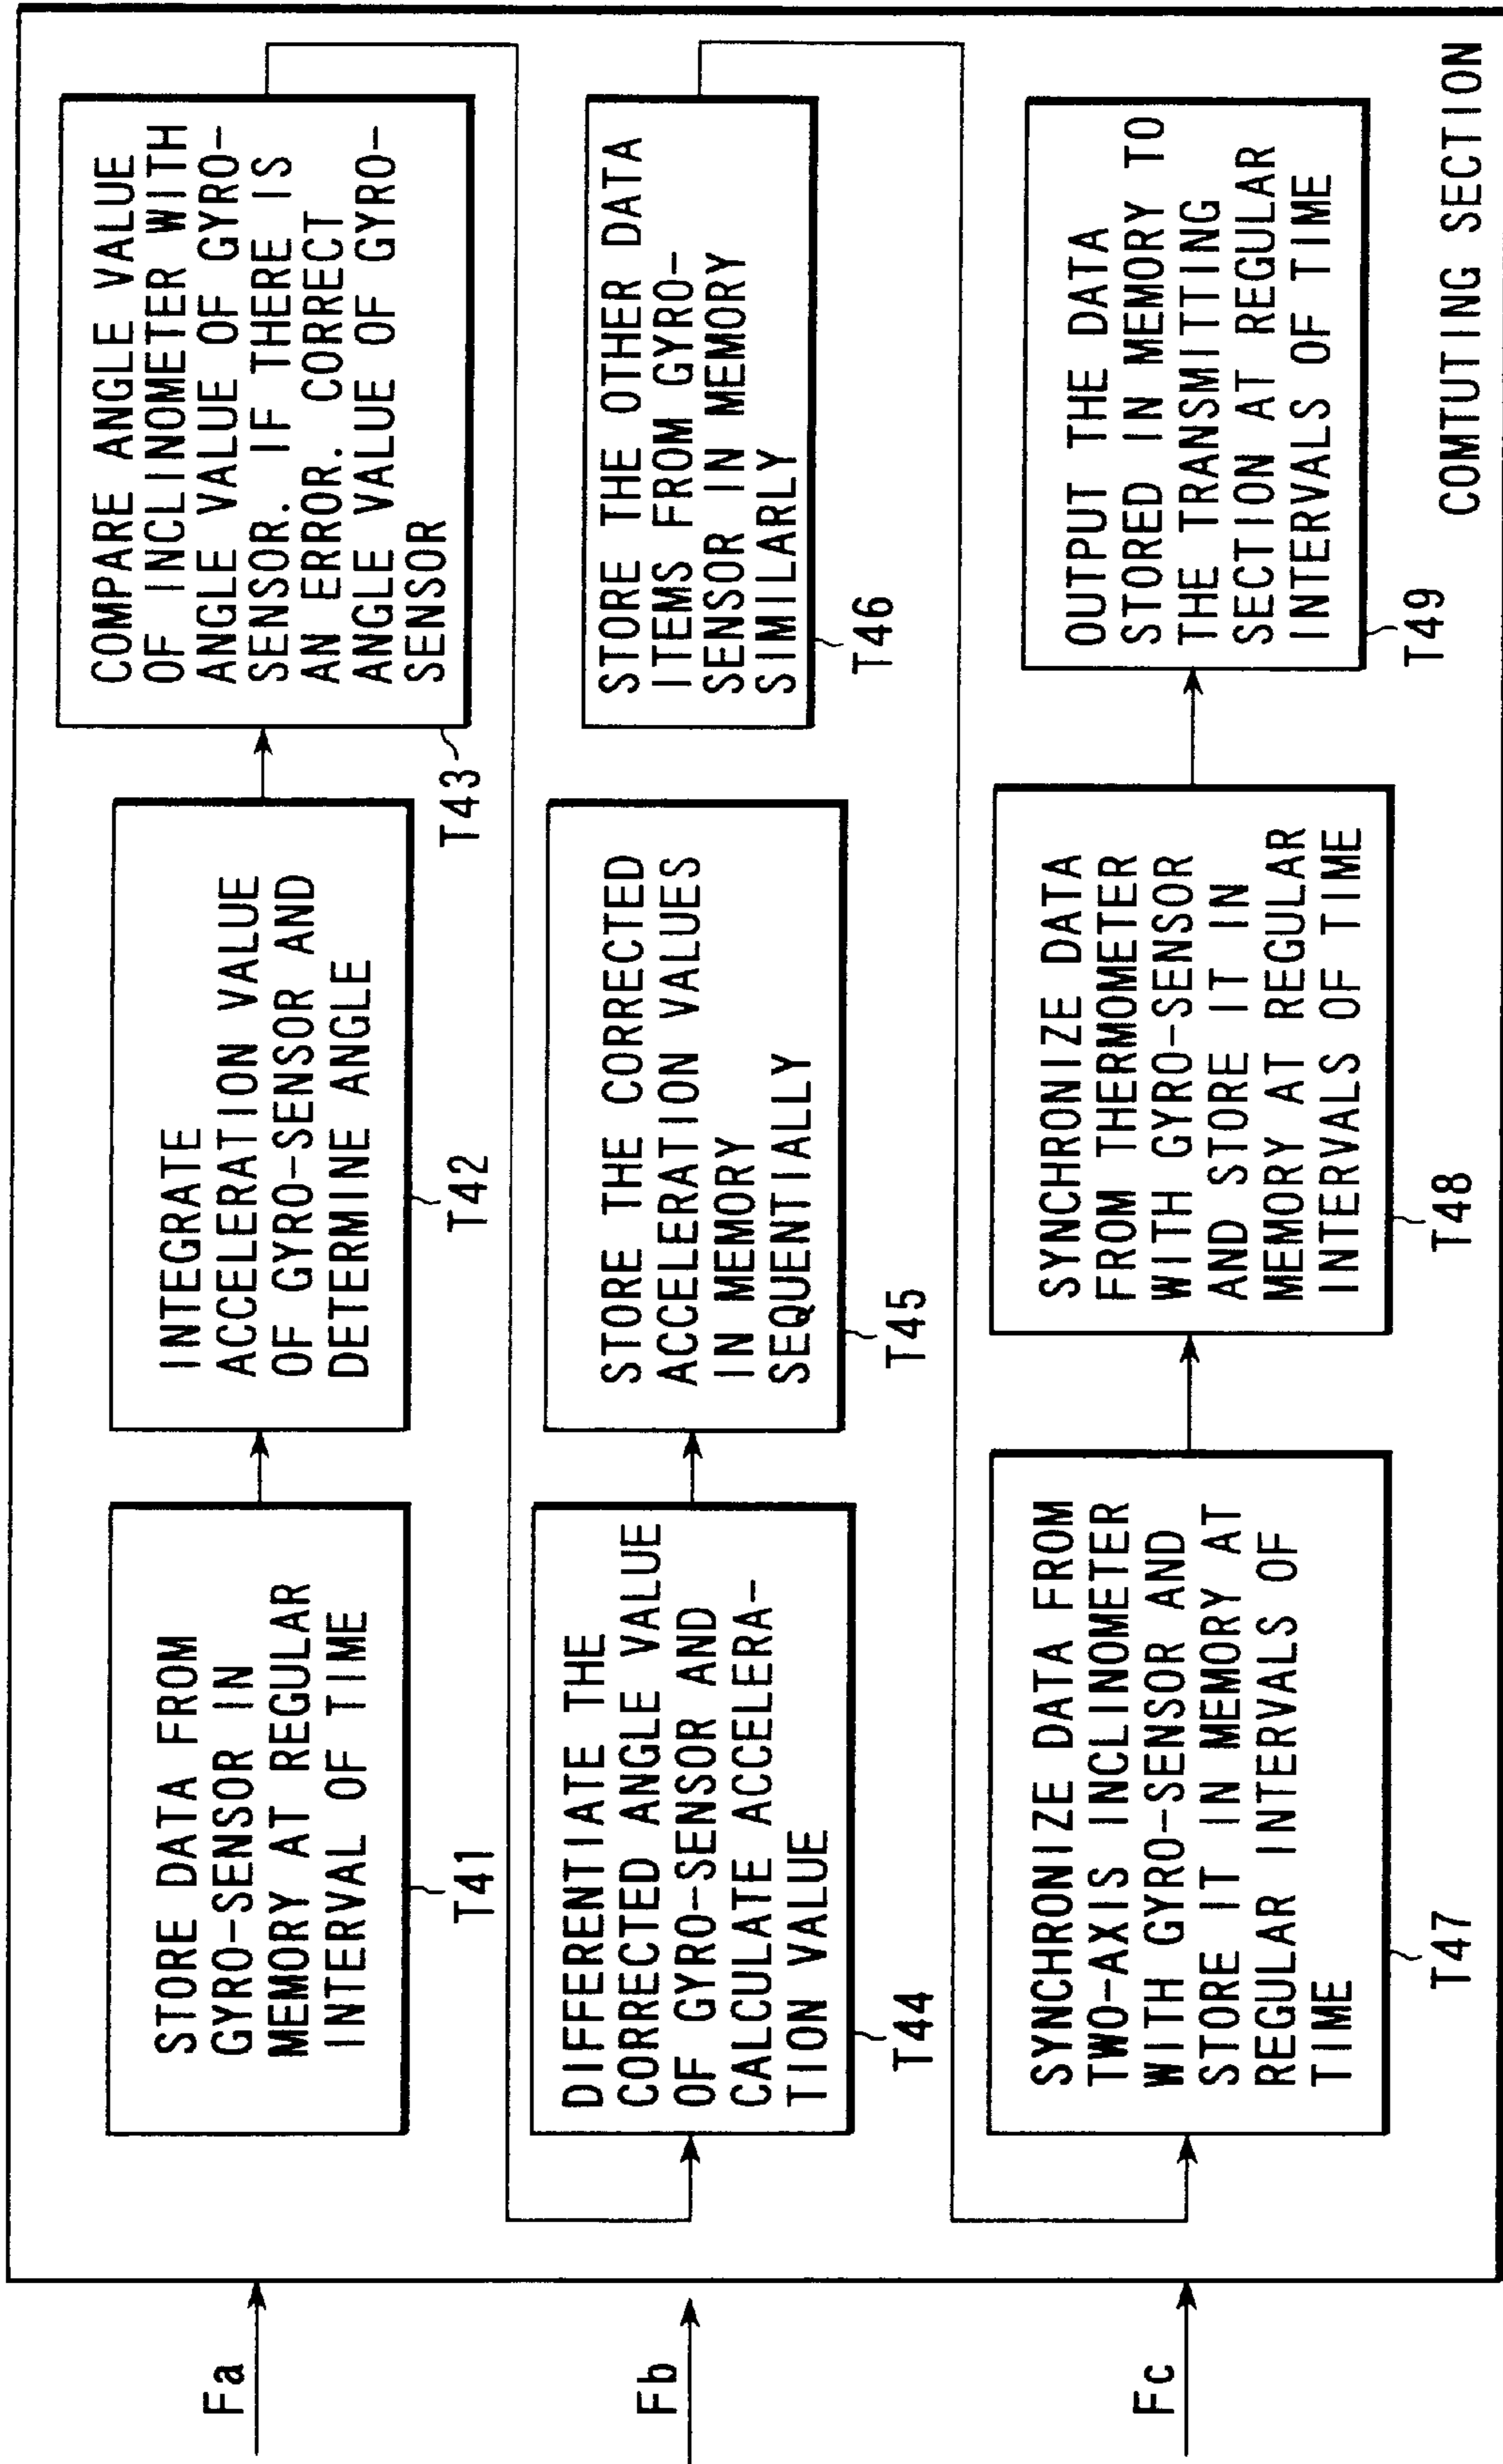 Fa
Fb
Fc
STORE DATA FROM
GYRO-SENSOR IN
MEMORY AT REGULAR
INTERVAL OF TIME
T41
INTEGRATE
ACCELERATION VALUE
OF GYRO-SENSOR AND
DETERMINE ANGLE
T42
COMPARE ANGLE VALUE
OF INCLINOMETER WITH
ANGLE VALUE OF GYRO-
SENSOR. IF THERE IS
AN ERROR. CORRECT
ANGLE VALUE OF GYRO-
SENSOR
T43
DIFFERENTIATE THE
CORRECTED ANGLE VALUE
OF GYRO-SENSOR AND
CALCULATE ACCELERA-
TION VALUE
T44
STORE THE CORRECTED
ACCELERATION VALUES
IN MEMORY
SEQUENTIALLY
T45
STORE THE OTHER DATA
ITEMS FROM GYRO-
SENSOR IN MEMORY
SIMILARLY
T46
SYNCHRONIZE DATA FROM
TWO-AXIS INCLINOMETER
WITH GYRO-SENSOR AND
STORE IT IN MEMORY AT
REGULAR INTERVALS OF
TIME
T47
SYNCHRONIZE DATA
FROM THERMOMETER
WITH GYRO-SENSOR
AND STORE IT IN
MEMORY AT REGULAR
INTERVALS OF TIME
T48
OUTPUT THE DATA
STORED IN MEMORY TO
THE TRANSMITTING
SECTION AT REGULAR
INTERVALS OF TIME
T49
COMTUTING SECTION